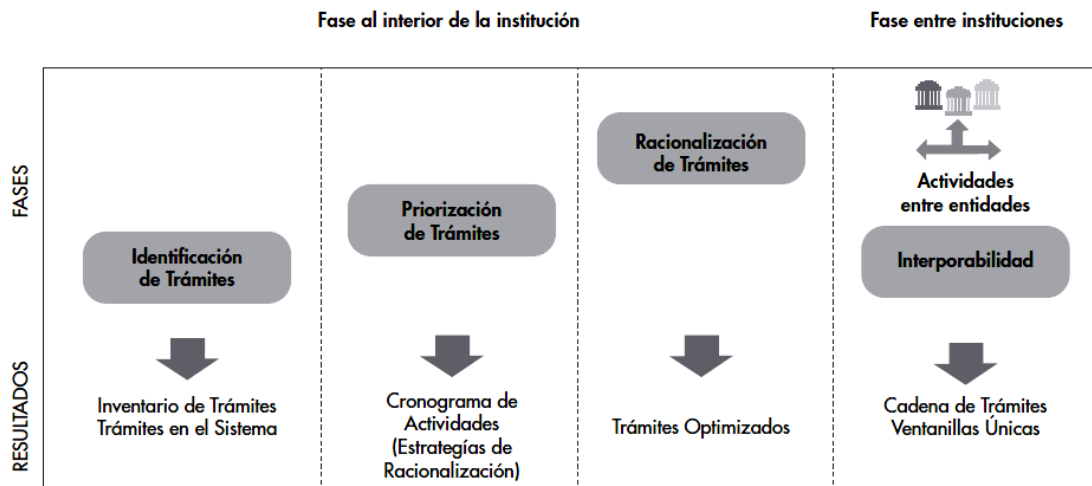 Fase al interior de la institución
Fase entre instituciones
FASES
Identificación
de Trámites
Priorización
de Trámites
Racionalización
de Trámites
Actividades
entre entidades
Interporabilidad
RESULTADOS
Inventario de Trámites
Trámites en el Sistema
Cronograma de
Actividades
(Estrategías de
Racionalización)
Trámites Optimizados
Cadena de Trámites
Ventanillas Únicas